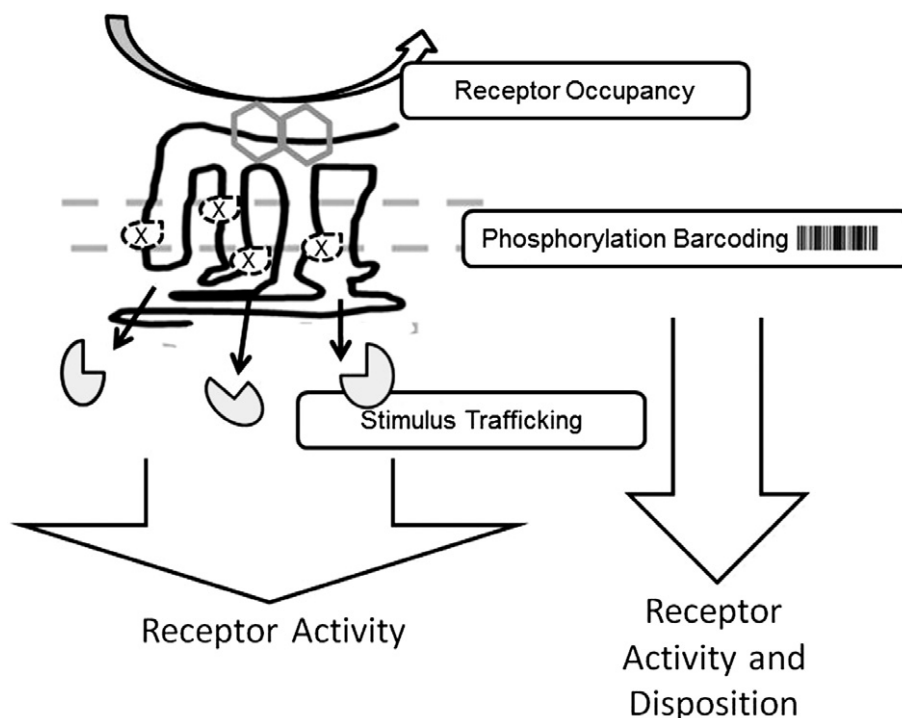 Receptor Occupancy
X
X
X
X
Phosphorylation Barcoding
Stimulus Trafficking
Receptor Activity
Receptor
Activity and
Disposition